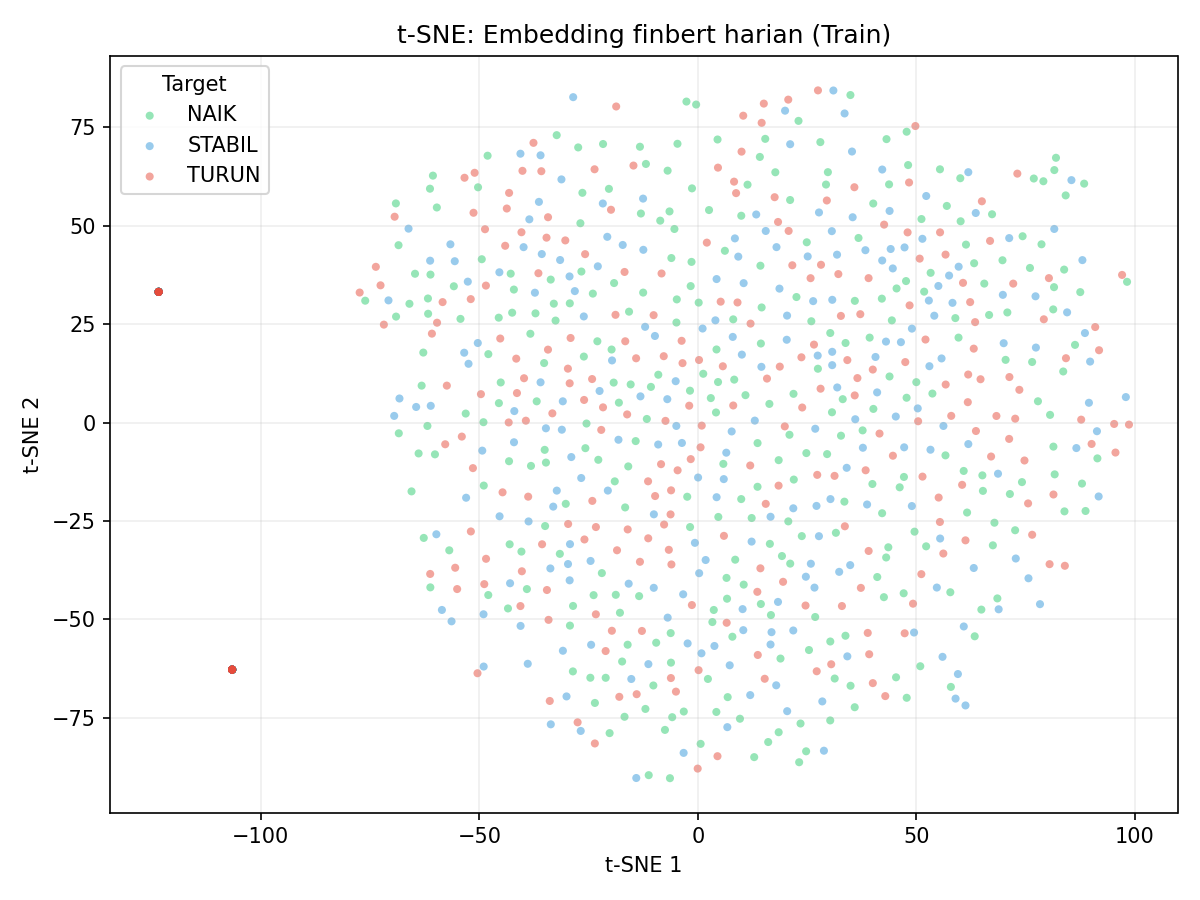 t-SNE: Embedding finbert harian (Train)
Target
NAIK
STABIL
TURUN
75
50
25
0
−25
−50
−75
t-SNE 2
−100
−50
0
50
100
t-SNE 1